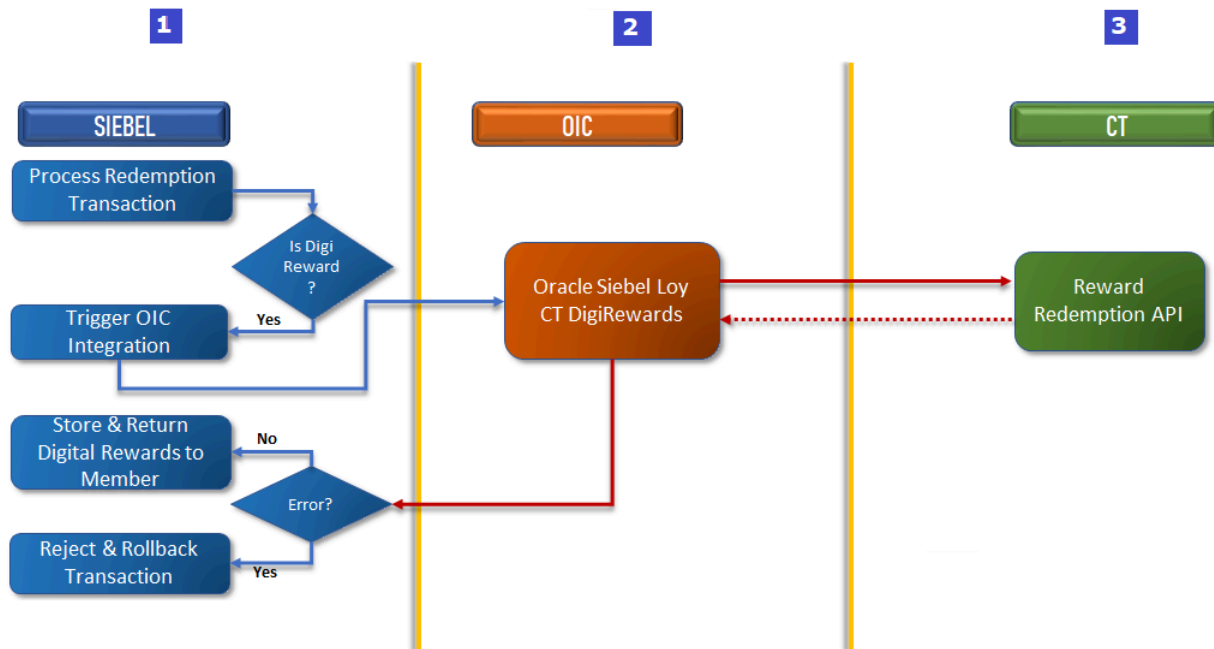 1
2
3
SIEBEL
OIC
CT
Process Redemption
Transaction
Is Digi
Reward
?
Yes
Trigger OIC
Integration
Oracle Siebel Loy
CT DigiRewards
Reward
Redemption API
Store & Return
Digital Rewards to
Member
No
Error?
Reject & Rollback
Transaction
Yes